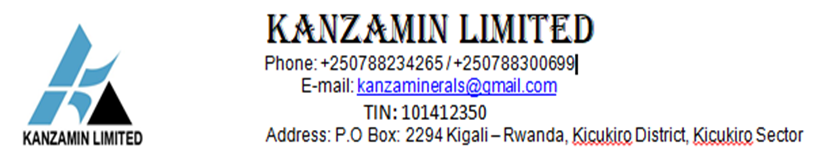 KANZAMIN LIMITED
KANZAMIN LIMITED
Phone: +250788234265 / +250788300699
E-mail: kanzaminerals@gmail.com
TIN: 101412350
Address: P.O Box: 2294 Kigali – Rwanda, Kicukiro District, Kicukiro Sector